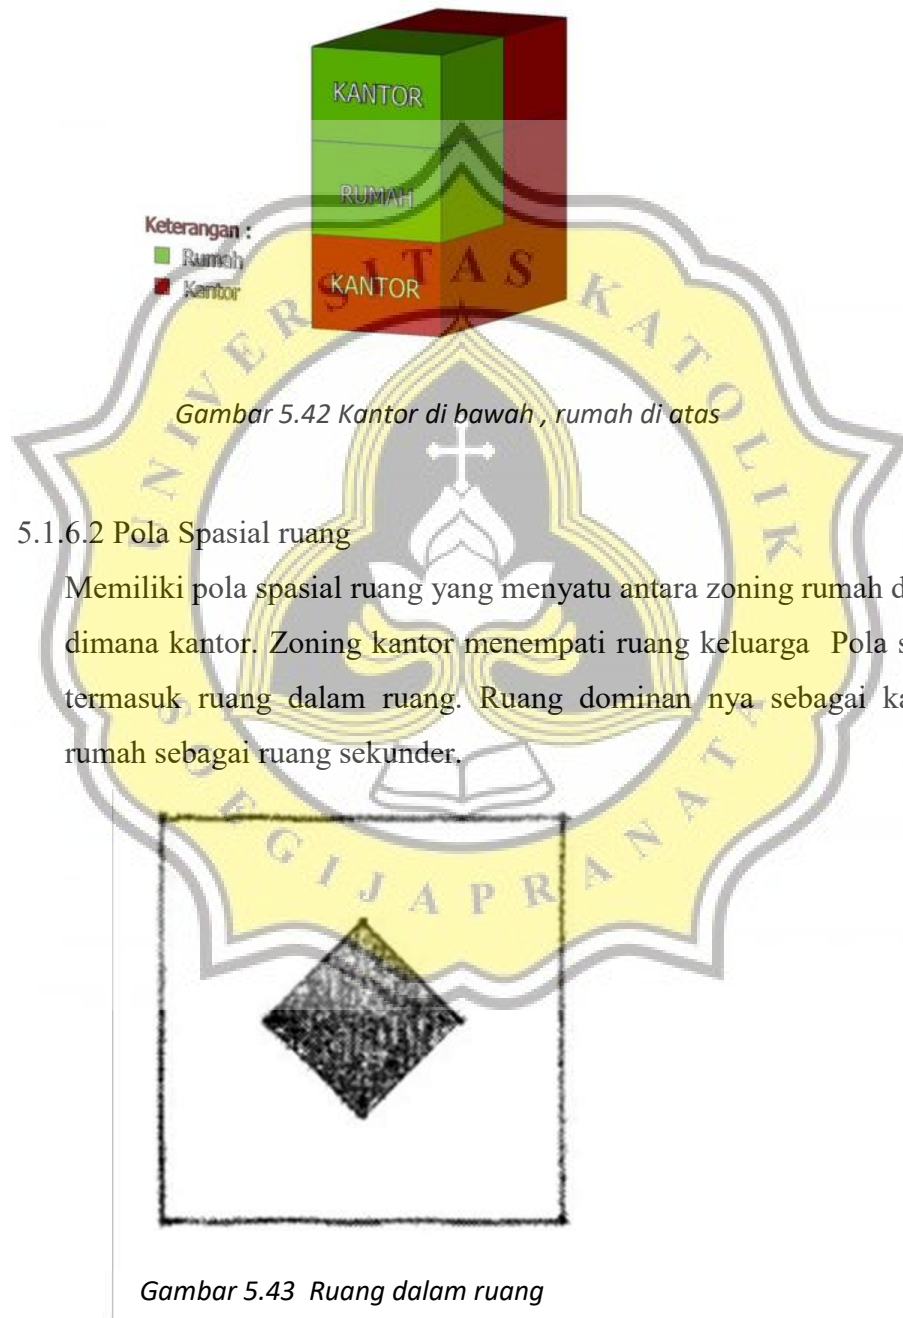 KANTOR
RUMAH
KANTOR
Keterangan :
Rumah
Kantor
UNIVERSITAS KATOLIK
SOEGIJAPRANATA
Gambar 5.42 Kantor di bawah , rumah di atas
5.1.6.2 Pola Spasial ruang
Memiliki pola spasial ruang yang menyatu antara zoning rumah
dimana kantor. Zoning kantor menempati ruang keluarga Pola
termasuk ruang dalam ruang. Ruang dominan nya sebagai
rumah sebagai ruang sekunder.
Gambar 5.43 Ruang dalam ruang